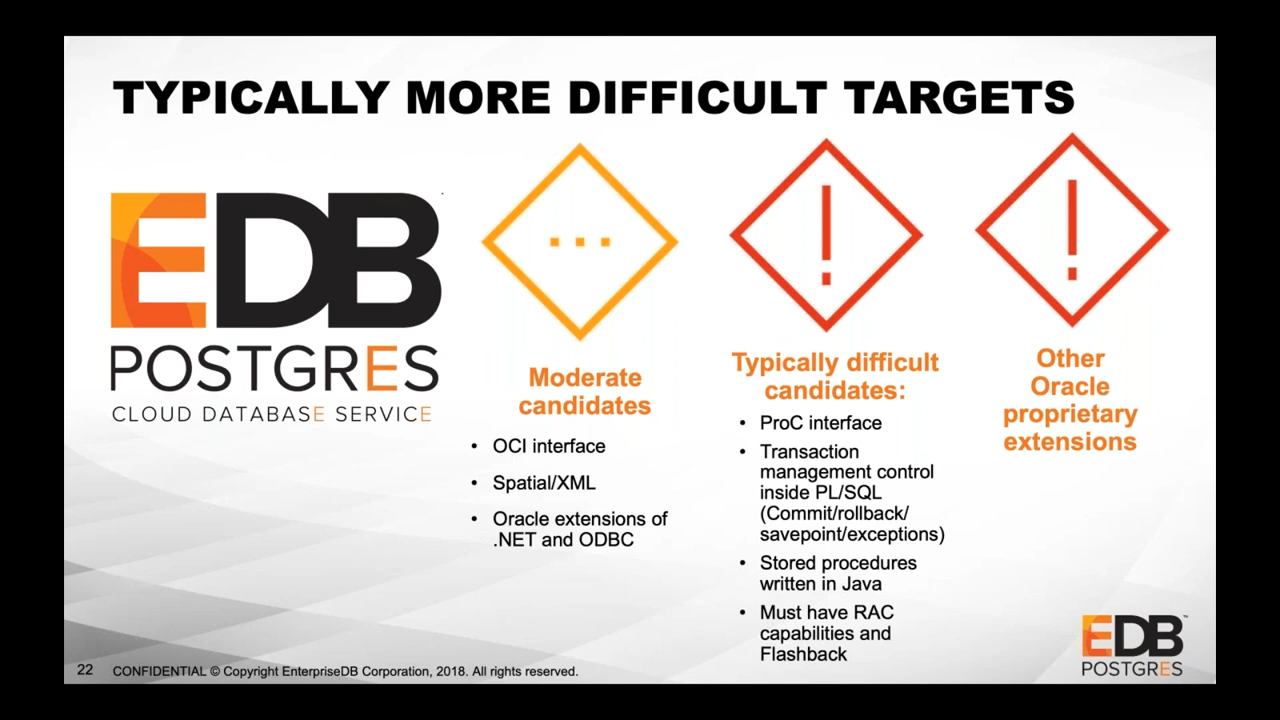 TYPICALLY MORE DIFFICULT TARGETS
EDB
POSTGRES
CLOUD DATABASE SERVICE
Moderate
candidates
• OCI interface
• Spatial/XML
• Oracle extensions of
.NET and ODBC
Typically difficult
candidates:
• ProC interface
• Transaction
management control
inside PL/SQL
(Commit/rollback/
savepoint/exceptions)
• Stored procedures
written in Java
• Must have RAC
capabilities and
Flashback
Other
Oracle
proprietary
extensions
22 CONFIDENTIAL © Copyright EnterpriseDB Corporation, 2018. All rights reserved.
EDB™
POSTGRES